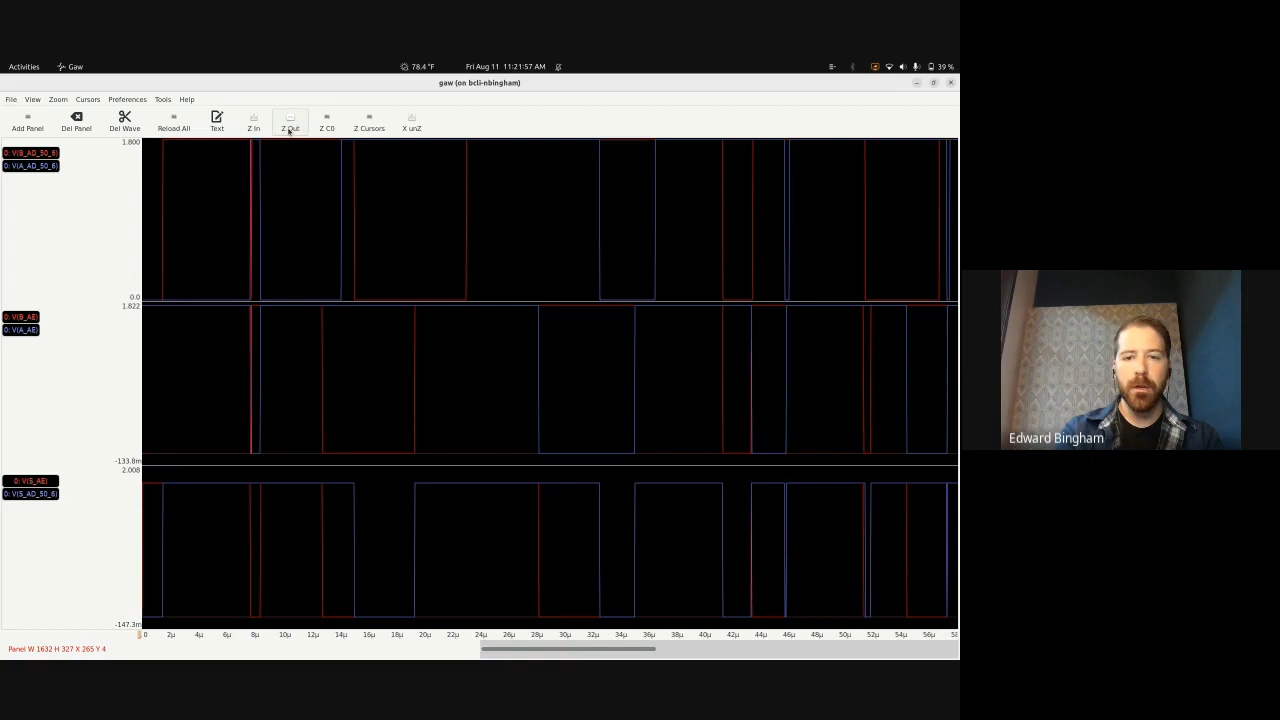 Activities Gaw 78.4 °F Fri Aug 11 11:21:57 AM 39 %
gaw (on bcli-nbingham)
File View Zoom Cursors Preferences Tools Help
Add Panel Del Panel Del Wave Reload All Text Z In Z Out Z C0 Z Cursors X unZ
1.800
0: V(B_AD_50_6)
0: V(A_AD_50_6)
0.0
1.822
0: V(B_AE)
0: V(A_AE)
-133.8m
2.008
0: V(S_AE)
0: V(S_AD_50_6)
-147.3m
0 2µ 4µ 6µ 8µ 10µ 12µ 14µ 16µ 18µ 20µ 22µ 24µ 26µ 28µ 30µ 32µ 34µ 36µ 38µ 40µ 42µ 44µ 46µ 48µ 50µ 52µ 54µ 56µ 58
Panel W 1632 H 327 X 265 Y 4
Edward Bingham